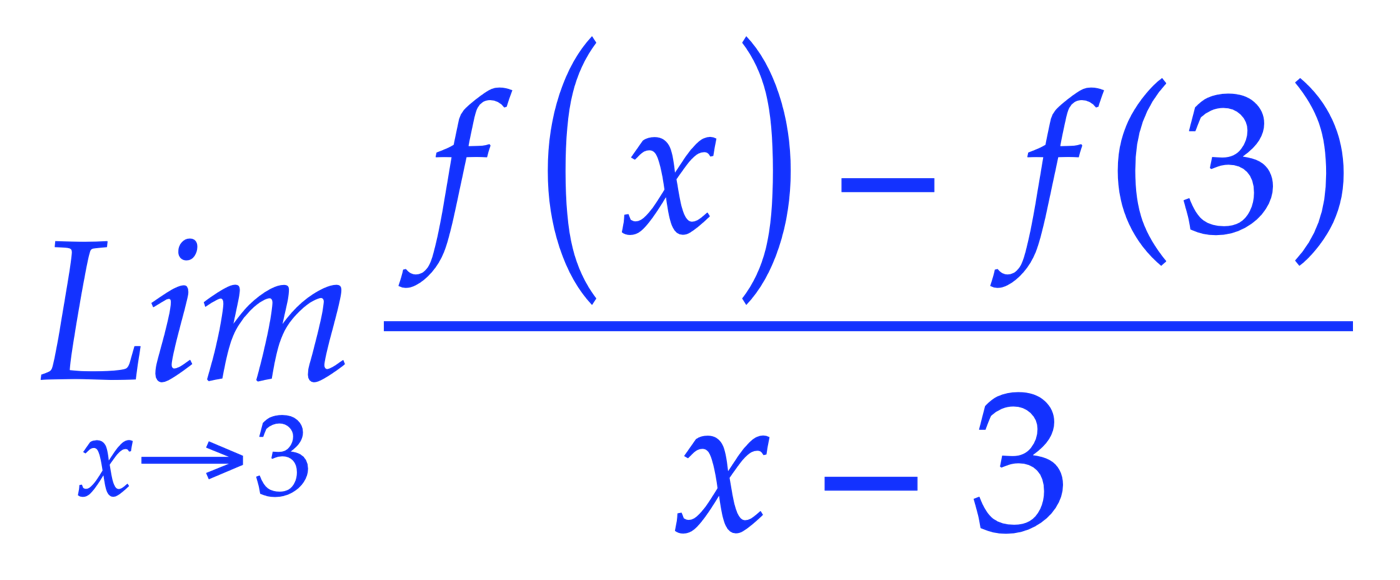 f(x) − f(3)
Lim
x→3
x − 3